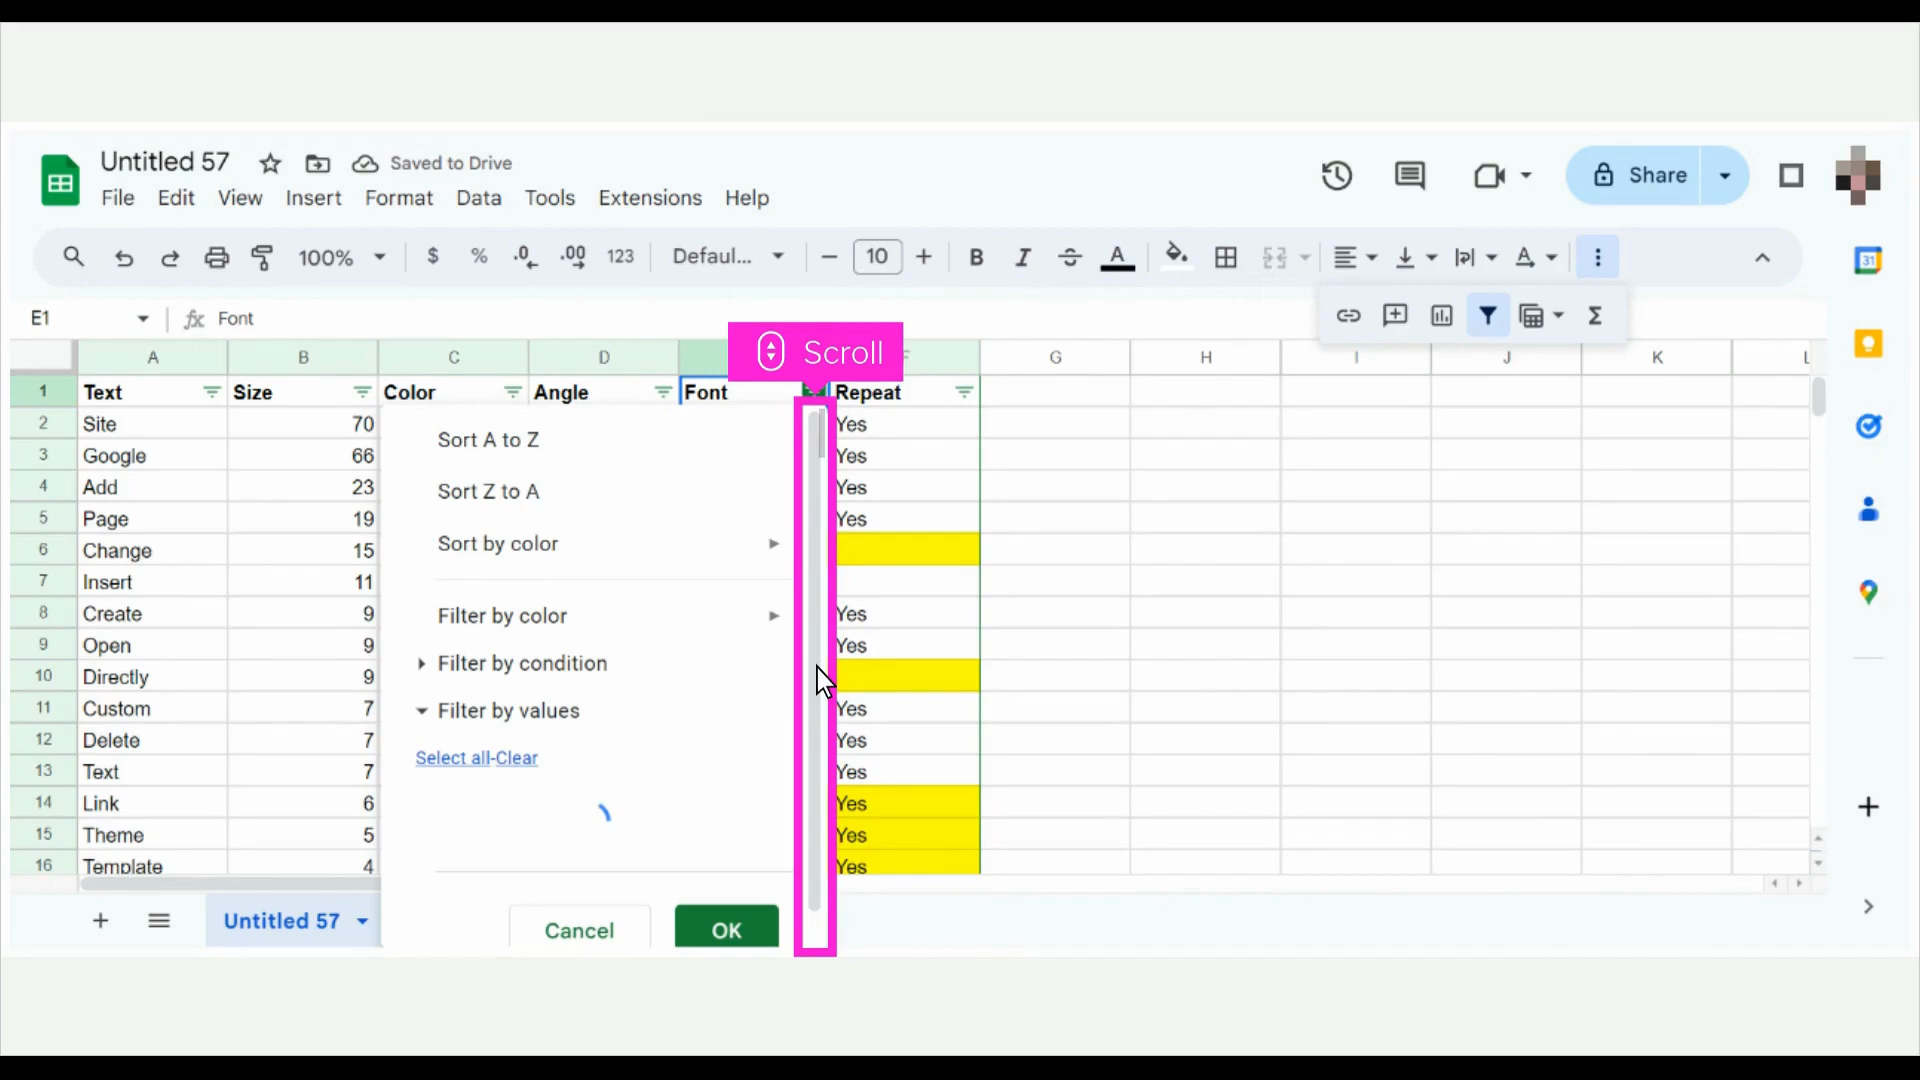 Untitled 57 Saved to Drive
File Edit View Insert Format Data Tools Extensions Help
Share
31
100% $ % .0 .00 123 Defaul... − 10 + B I S A A Σ
E1 fx Font
Scroll
A B C D F G H I J K L
1 Text Size Color Angle Font Repeat
2 Site 70 Yes
3 Google 66 Yes
4 Add 23 Yes
5 Page 19 Yes
6 Change 15
7 Insert 11
8 Create 9 Yes
9 Open 9 Yes
10 Directly 9
11 Custom 7 Yes
12 Delete 7 Yes
13 Text 7 Yes
14 Link 6 Yes
15 Theme 5 Yes
16 Template 4 Yes
Sort A to Z
Sort Z to A
Sort by color
Filter by color
Filter by condition
Filter by values
Select all-Clear
Cancel OK
Untitled 57